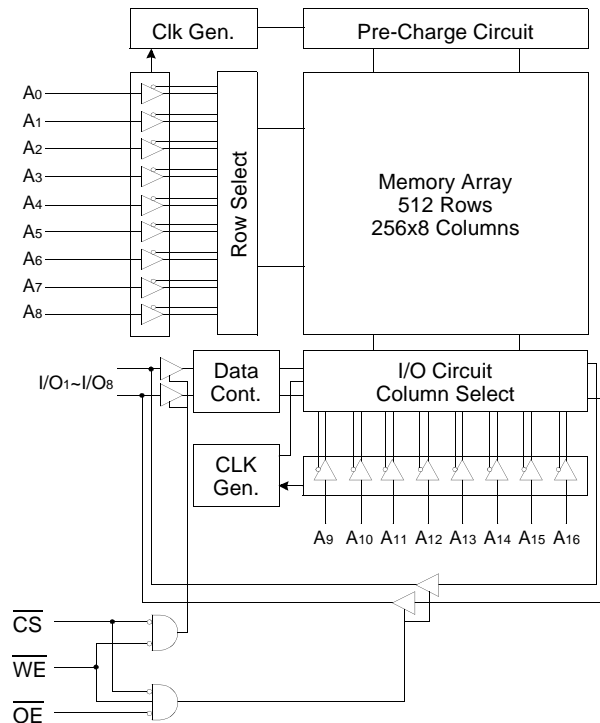 Clk Gen.
Pre-Charge Circuit
A0
A1
A2
A3
A4
A5
A6
A7
A8
Row Select
Memory Array
512 Rows
256x8 Columns
I/O1~I/O8
Data
Cont.
I/O Circuit
Column Select
CLK
Gen.
A9 A10 A11 A12 A13 A14 A15 A16
CS
WE
OE